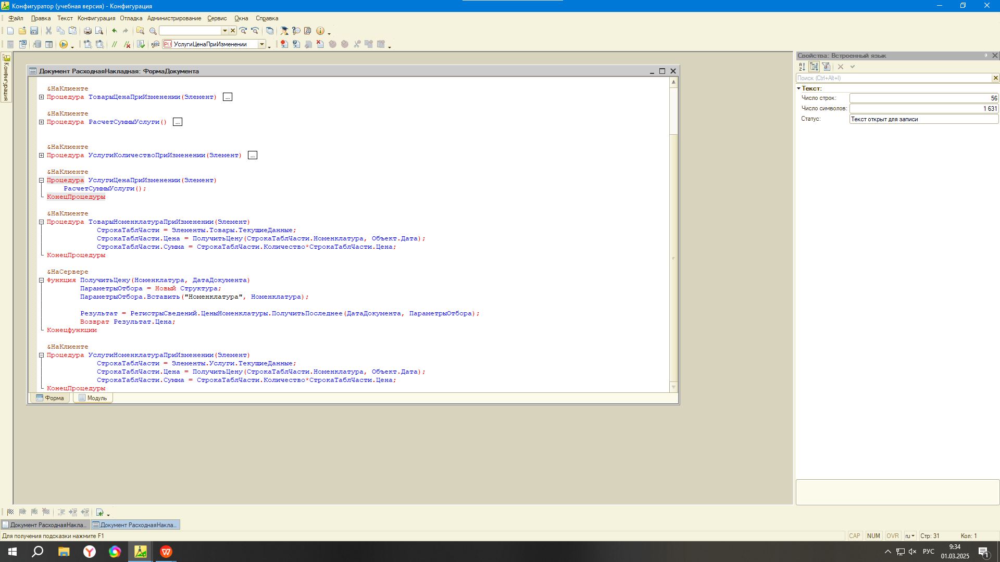 Конфигуратор (учебная версия) - Конфигурация
Файл Правка Текст Конфигурация Отладка Администрирование Сервис Окна Справка
УслугиЦенаПриИзменении
Конфигурация
Документ РасходнаяНакладная: ФормаДокумента
&НаКлиенте
Процедура ТоварыЦенаПриИзменении(Элемент) ...
&НаКлиенте
Процедура РасчетСуммыУслуги() ...
&НаКлиенте
Процедура УслугиКоличествоПриИзменении(Элемент) ...
&НаКлиенте
Процедура УслугиЦенаПриИзменении(Элемент)
РасчетСуммыУслуги();
КонецПроцедуры
&НаКлиенте
Процедура ТоварыНоменклатураПриИзменении(Элемент)
СтрокаТаблЧасти = Элементы.Товары.ТекущиеДанные;
СтрокаТаблЧасти.Цена = ПолучитьЦену(СтрокаТаблЧасти.Номенклатура, Объект.Дата);
СтрокаТаблЧасти.Сумма = СтрокаТаблЧасти.Количество*СтрокаТаблЧасти.Цена;
КонецПроцедуры
&НаСервере
Функция ПолучитьЦену(Номенклатура, ДатаДокумента)
ПараметрыОтбора = Новый Структура;
ПараметрыОтбора.Вставить("Номенклатура", Номенклатура);
Результат = РегистрыСведений.ЦеныНоменклатуры.ПолучитьПоследнее(ДатаДокумента, ПараметрыОтбора);
Возврат Результат.Цена;
Конецфункции
&НаКлиенте
Процедура УслугиНоменклатураПриИзменении(Элемент)
СтрокаТаблЧасти = Элементы.Услуги.ТекущиеДанные;
СтрокаТаблЧасти.Цена = ПолучитьЦену(СтрокаТаблЧасти.Номенклатура, Объект.Дата);
СтрокаТаблЧасти.Сумма = СтрокаТаблЧасти.Количество*СтрокаТаблЧасти.Цена;
КонецПроцедуры
Форма Модуль
Свойства: Встроенный язык
Поиск (Ctrl+Alt+I)
Текст:
Число строк: 56
Число символов: 1 631
Статус: Текст открыт для записи
Документ РасходнаяНакла... Документ РасходнаяНакла...
Для получения подсказки нажмите F1
CAP NUM OVR ru Стр: 31 Кол: 1
РУС 9:34
01.03.2025
1